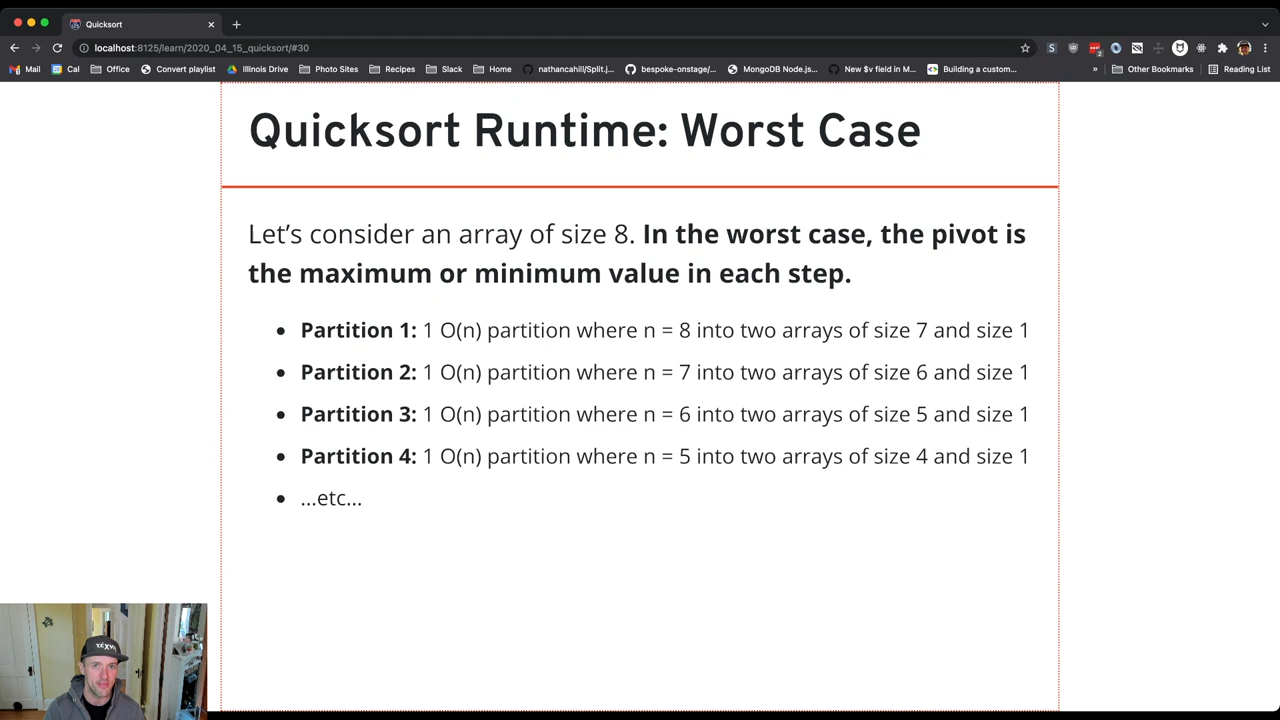 Quicksort
localhost:8125/learn/2020_04_15_quicksort/#30
Mail
Cal
Office
Convert playlist
Illinois Drive
Photo Sites
Recipes
Slack
Home
nathancahill/Split.j...
bespoke-onstage/...
MongoDB Node.js...
New $v field in M...
Building a custom...
»
Other Bookmarks
Reading List
Quicksort Runtime: Worst Case
Let's consider an array of size 8. In the worst case, the pivot is
the maximum or minimum value in each step.
• Partition 1: 1 O(n) partition where n = 8 into two arrays of size 7 and size 1
• Partition 2: 1 O(n) partition where n = 7 into two arrays of size 6 and size 1
• Partition 3: 1 O(n) partition where n = 6 into two arrays of size 5 and size 1
• Partition 4: 1 O(n) partition where n = 5 into two arrays of size 4 and size 1
• ...etc...